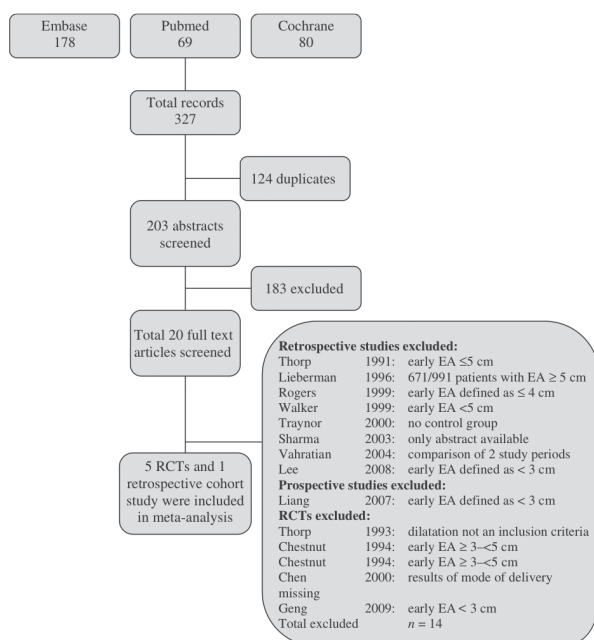 Embase
178
Pubmed
69
Cochrane
80
Total records
327
124 duplicates
203 abstracts
screened
183 excluded
Total 20 full text
articles screened
5 RCTs and 1
retrospective cohort
study were included
in meta-analysis
Retrospective studies excluded:
Thorp 1991: early EA ≤5 cm
Lieberman 1996: 671/991 patients with EA ≥ 5 cm
Rogers 1999: early EA defined as ≤ 4 cm
Walker 1999: early EA <5 cm
Traynor 2000: no control group
Sharma 2003: only abstract available
Vahratian 2004: comparison of 2 study periods
Lee 2008: early EA defined as < 3 cm
Prospective studies excluded:
Liang 2007: early EA defined as < 3 cm
RCTs excluded:
Thorp 1993: dilatation not an inclusion criteria
Chestnut 1994: early EA ≥ 3–<5 cm
Chestnut 1994: early EA ≥ 3–<5 cm
Chen 2000: results of mode of delivery
missing
Geng 2009: early EA < 3 cm
Total excluded n = 14